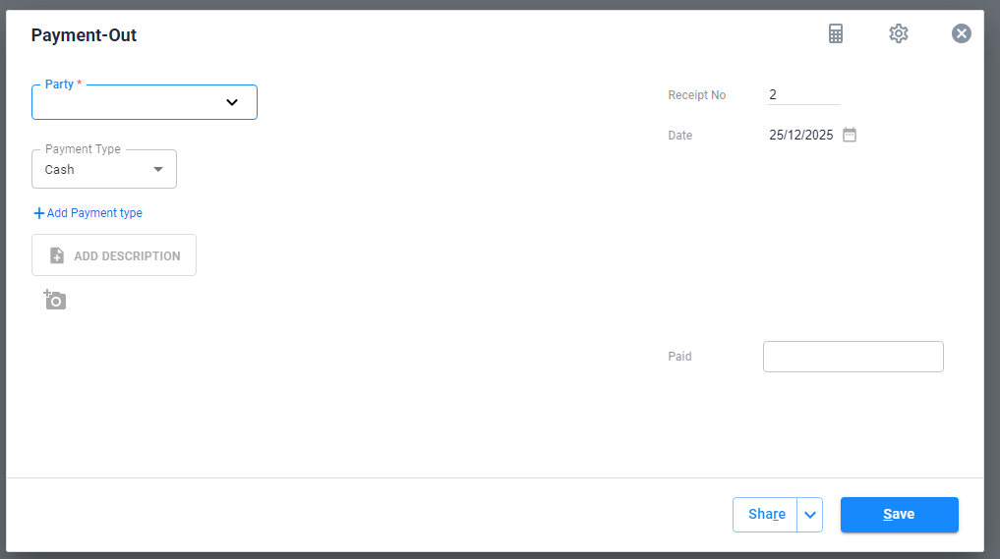 Payment-Out
Party *
Receipt No 2
Date 25/12/2025
Payment Type
Cash
Add Payment type
ADD DESCRIPTION
Paid
Share
Save